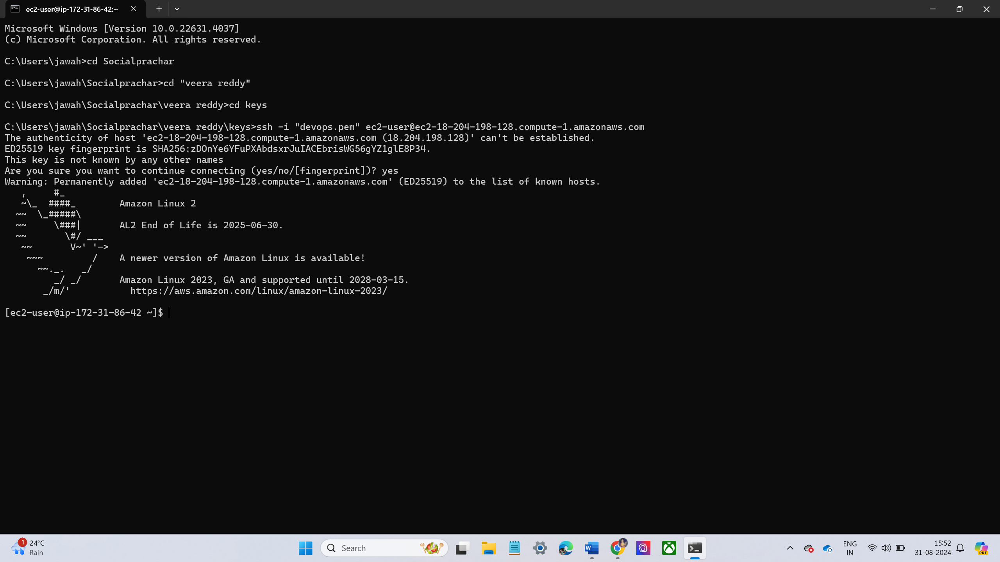 ec2-user@ip-172-31-86-42:~
Microsoft Windows [Version 10.0.22631.4037]
(c) Microsoft Corporation. All rights reserved.
C:\Users\jawah>cd Socialprachar
C:\Users\jawah\Socialprachar>cd "veera reddy"
C:\Users\jawah\Socialprachar\veera reddy>cd keys
C:\Users\jawah\Socialprachar\veera reddy\keys>ssh -i "devops.pem" ec2-user@ec2-18-204-198-128.compute-1.amazonaws.com
The authenticity of host 'ec2-18-204-198-128.compute-1.amazonaws.com (18.204.198.128)' can't be established.
ED25519 key fingerprint is SHA256:zDOnYe6YFuPXAbdsxrJuIACEbrisWG56gYZ1glE8P34.
This key is not known by any other names
Are you sure you want to continue connecting (yes/no/[fingerprint])? yes
Warning: Permanently added 'ec2-18-204-198-128.compute-1.amazonaws.com' (ED25519) to the list of known hosts.
   ,     #_
   ~\_  ####_        Amazon Linux 2
  ~~  \_#####\
  ~~     \###|       AL2 End of Life is 2025-06-30.
  ~~       \#/ ___
   ~~       V~' '->
    ~~~         /    A newer version of Amazon Linux is available!
      ~~._.   _/
         _/ _/       Amazon Linux 2023, GA and supported until 2028-03-15.
       _/m/'           https://aws.amazon.com/linux/amazon-linux-2023/
[ec2-user@ip-172-31-86-42 ~]$
1
24°C
Rain
Search
W
ENG
IN
15:52
31-08-2024
PRE